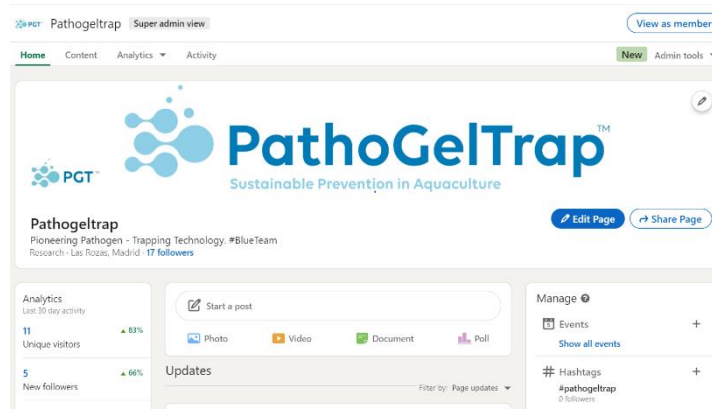 PGT Pathogeltrap Super admin view View as member
Home Content Analytics Activity New Admin tools
PathoGelTrap™
PGT
Sustainable Prevention in Aquaculture
Pathogeltrap
Pioneering Pathogen - Trapping Technology. #BlueTeam
Research · Las Rozas, Madrid · 17 followers
Edit Page Share Page
Analytics
Last 30 day activity
11 83%
Unique visitors
5 66%
New followers
Start a post
Photo Video Document Poll
Updates
Filter by: Page updates
Manage
Events +
Show all events
# Hashtags +
#pathogeltrap
0 followers